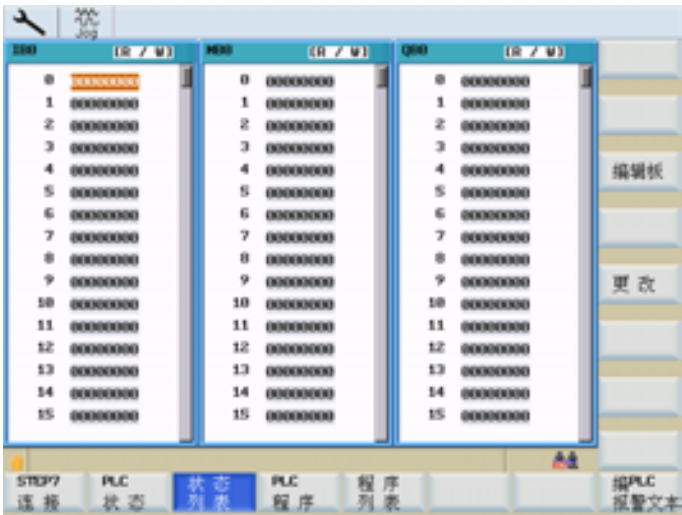 Jog
IB0 [R / W] MB0 [R / W] QB0 [R / W]
0 00000000 0 00000000 0 00000000
1 00000000 1 00000000 1 00000000
2 00000000 2 00000000 2 00000000
3 00000000 3 00000000 3 00000000
4 00000000 4 00000000 4 00000000
5 00000000 5 00000000 5 00000000
6 00000000 6 00000000 6 00000000
7 00000000 7 00000000 7 00000000
8 00000000 8 00000000 8 00000000
9 00000000 9 00000000 9 00000000
10 00000000 10 00000000 10 00000000
11 00000000 11 00000000 11 00000000
12 00000000 12 00000000 12 00000000
13 00000000 13 00000000 13 00000000
14 00000000 14 00000000 14 00000000
15 00000000 15 00000000 15 00000000
编辑板
更 改
STEP7
连 接
PLC
状 态
状 态
列 表
PLC
程 序
程 序
列 表
编PLC
报警文本